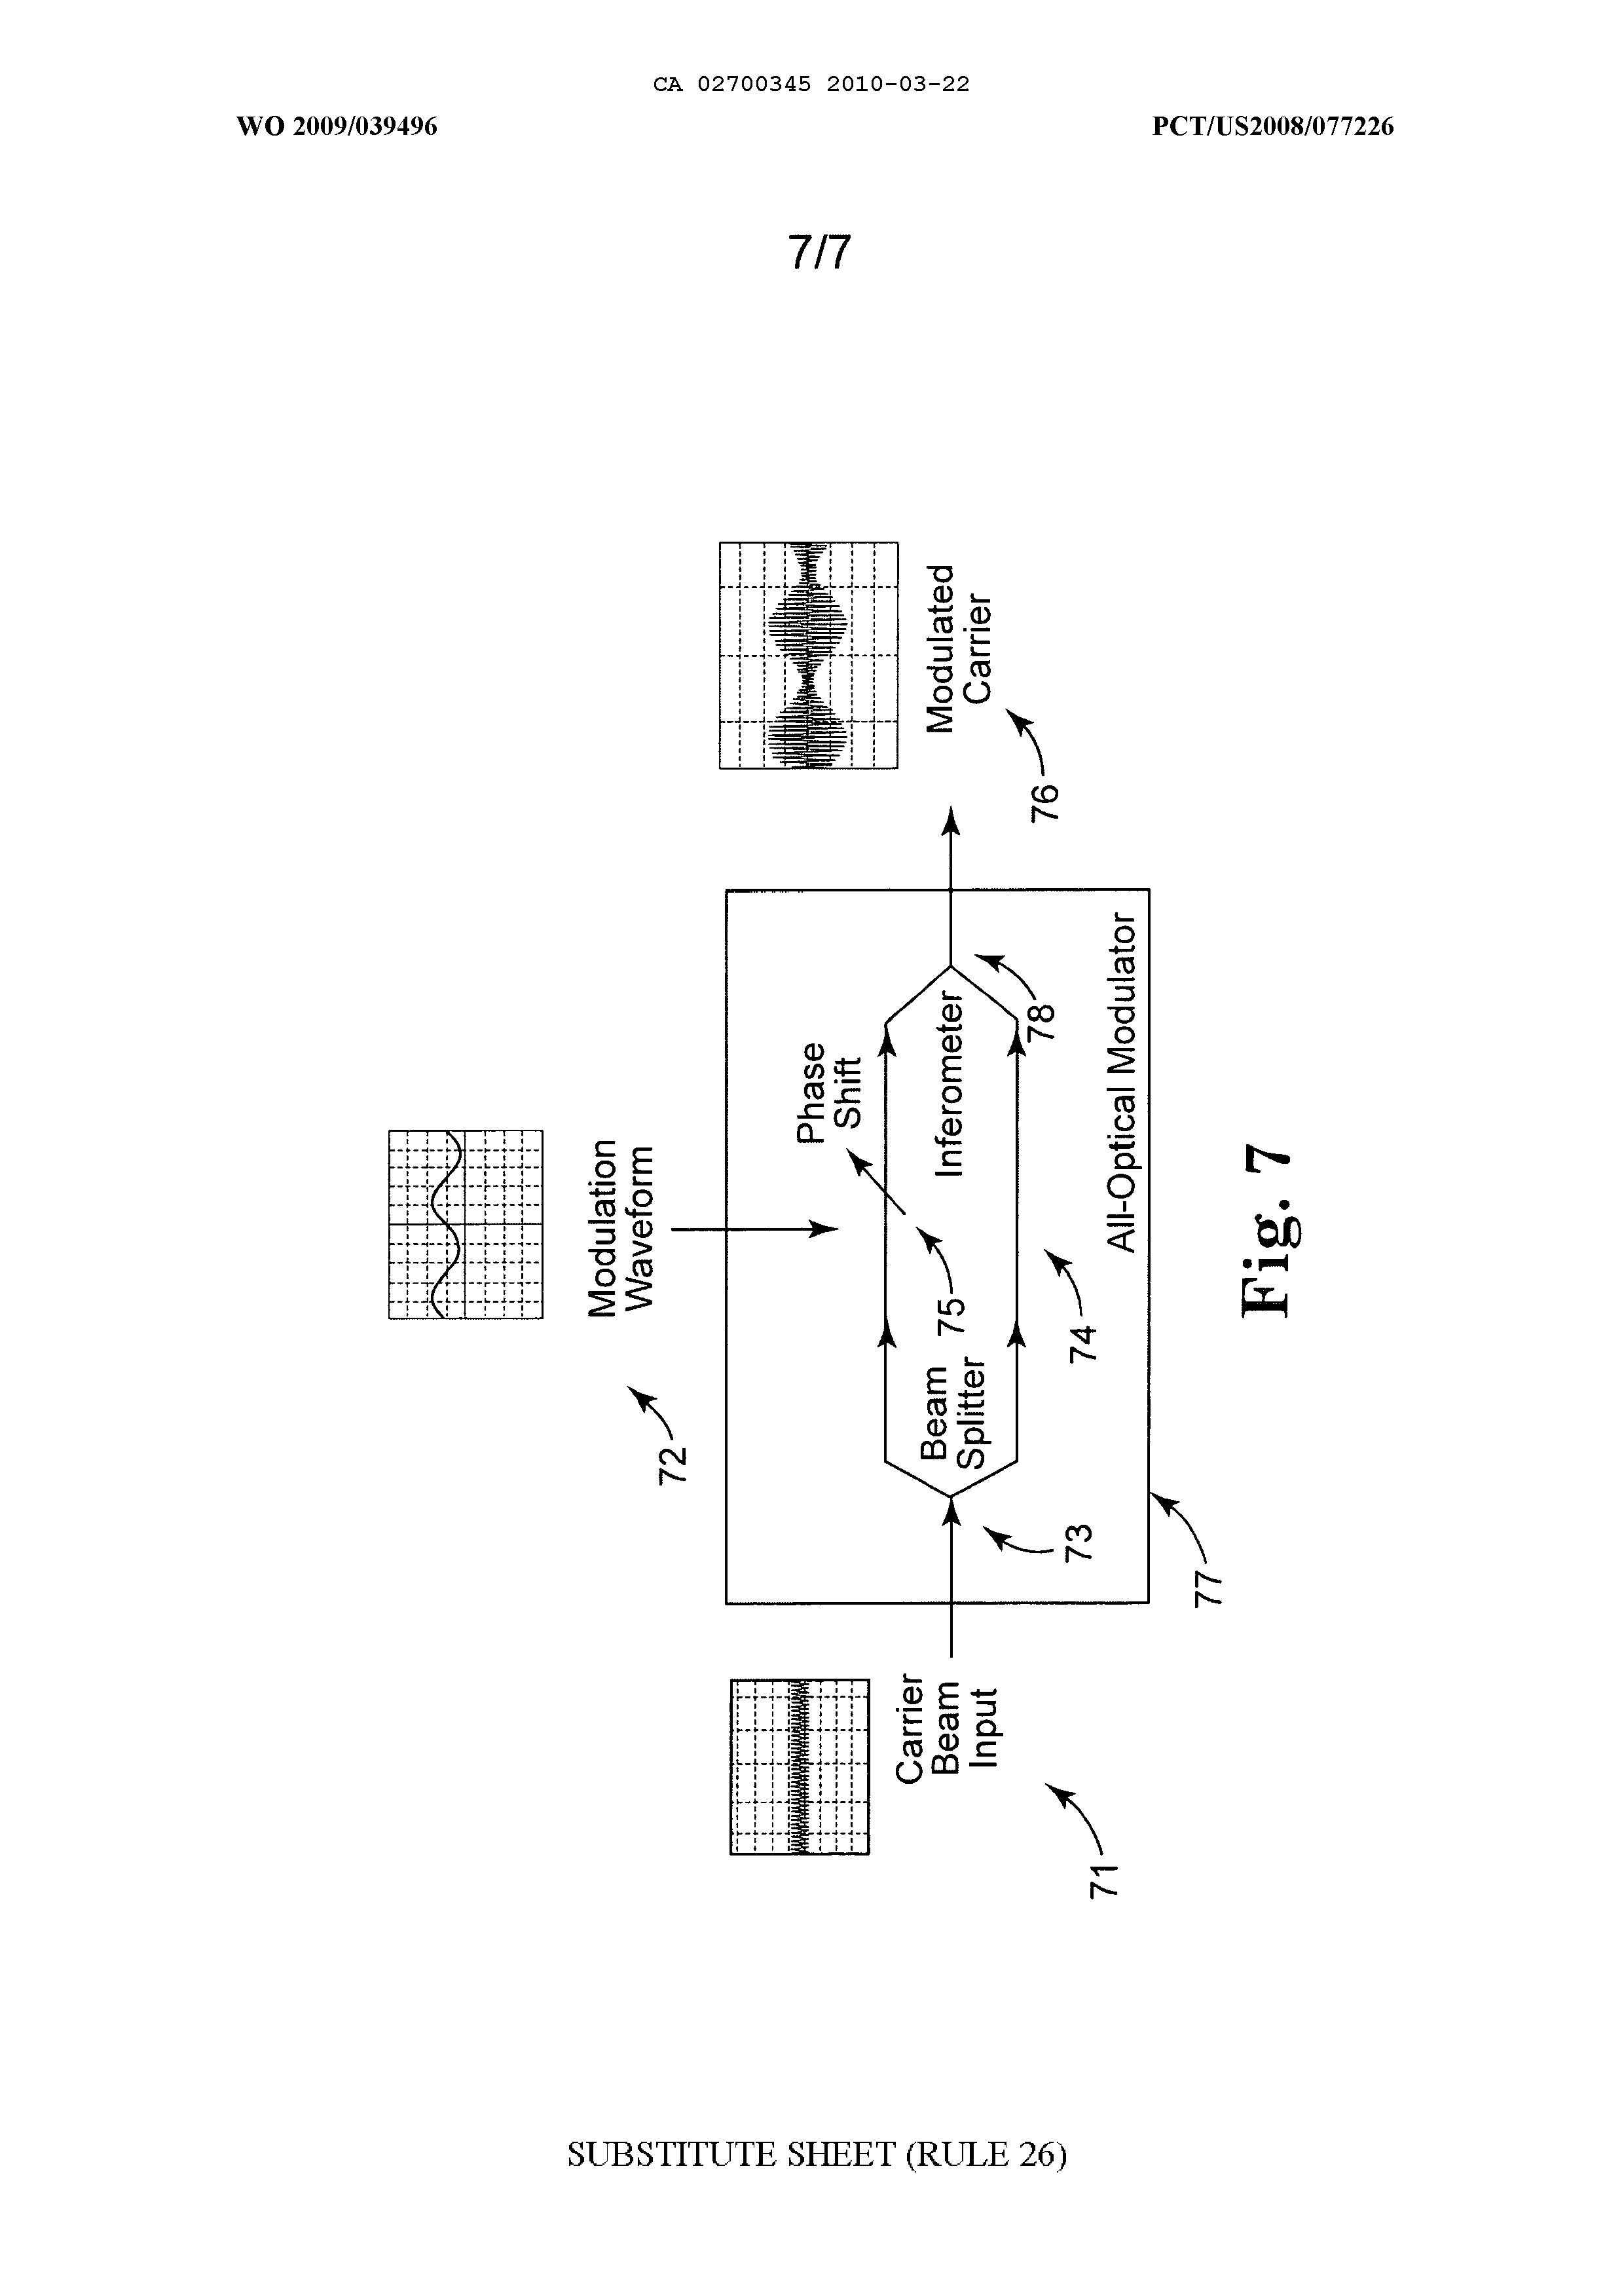 CA 02700345 2010-03-22
WO 2009/039496
PCT/US2008/077226
7/7
Modulated
Carrier
76
Modulation
Waveform
72
Phase
Shift
Inferometer
78
75
Beam
Splitter
74
73
All-Optical Modulator
77
Carrier
Beam
Input
71
Fig. 7
SUBSTITUTE SHEET (RULE 26)